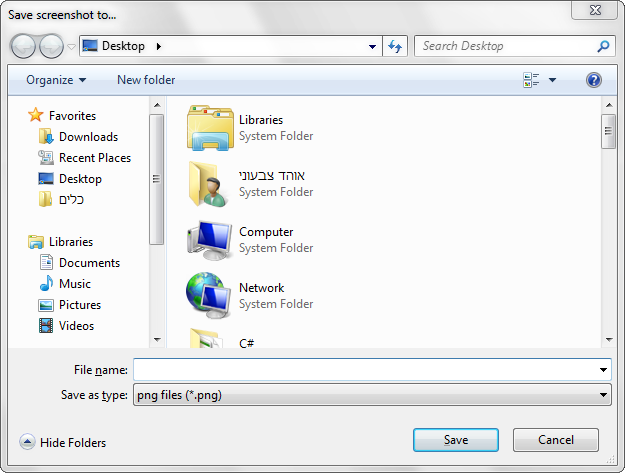 Save screenshot to...
Desktop
Search Desktop
Organize
New folder
Favorites
Downloads
Recent Places
Desktop
כלים
Libraries
Documents
Music
Pictures
Videos
Libraries
System Folder
אוהד צבעוני
System Folder
Computer
System Folder
Network
System Folder
C#
File name:
Save as type: png files (*.png)
Hide Folders
Save
Cancel